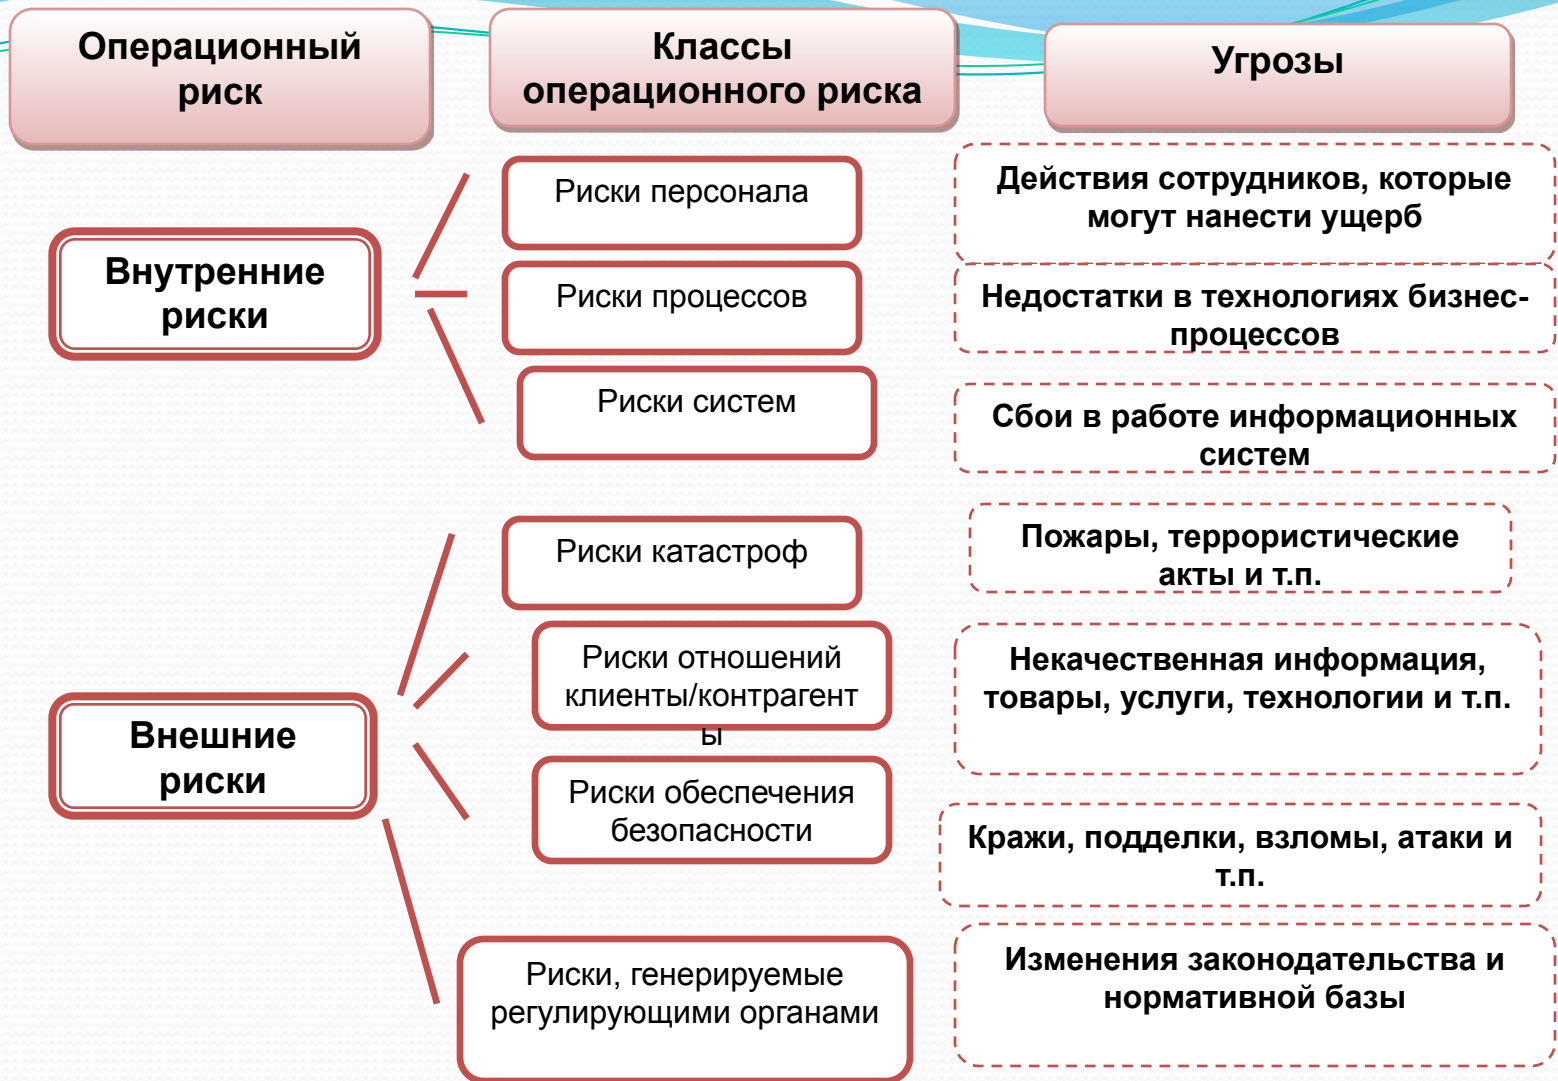 Операционный
риск
Классы
операционного риска
Угрозы
Внутренние
риски
Риски персонала
Действия сотрудников, которые
могут нанести ущерб
Риски процессов
Недостатки в технологиях бизнес-
процессов
Риски систем
Сбои в работе информационных
систем
Внешние
риски
Риски катастроф
Пожары, террористические
акты и т.п.
Риски отношений
клиенты/контрагент
ы
Некачественная информация,
товары, услуги, технологии и т.п.
Риски обеспечения
безопасности
Кражи, подделки, взломы, атаки и
т.п.
Риски, генерируемые
регулирующими органами
Изменения законодательства и
нормативной базы